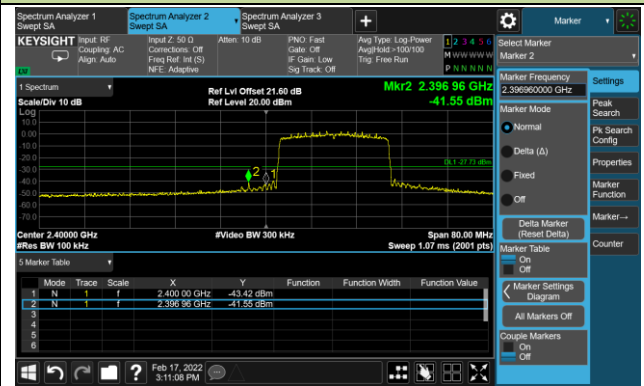 Spectrum Analyzer 1
Swept SA
Spectrum Analyzer 2
Swept SA
Spectrum Analyzer 3
Swept SA
+
Marker
KEYSIGHT
Input: RF
Coupling: AC
Align: Auto
Input Z: 50 Ω
Corrections: Off
Freq Ref: Int (S)
NFE: Adaptive
Atten: 10 dB
PNO: Fast
Gate: Off
IF Gain: Low
Sig Track: Off
Avg Type: Log-Power
Avg|Hold:>100/100
Trig: Free Run
1 2 3 4 5 6
M W W W W W
P N N N N N
LXI
Select Marker
Marker 2
1 Spectrum
Scale/Div 10 dB
Log
Ref Lvl Offset 21.60 dB
Ref Level 20.00 dBm
Mkr2 2.396 96 GHz
-41.55 dBm
10.0
0.00
-10.0
-20.0
-30.0
-40.0
-50.0
-60.0
-70.0
DL1 -27.73 dBm
2
1
Center 2.40000 GHz
#Res BW 100 kHz
#Video BW 300 kHz
Span 80.00 MHz
Sweep 1.07 ms (2001 pts)
5 Marker Table
Mode Trace Scale X Y Function Function Width Function Value
1 N 1 f 2.400 00 GHz -43.42 dBm
2 N 1 f 2.396 96 GHz -41.55 dBm
3
4
5
6
Marker Frequency
2.396960000 GHz
Marker Mode
Normal
Delta (Δ)
Fixed
Off
Delta Marker
(Reset Delta)
Marker Table
On
Off
Marker Settings
Diagram
All Markers Off
Couple Markers
On
Off
Settings
Peak
Search
Pk Search
Config
Properties
Marker
Function
Marker→
Counter
?
Feb 17, 2022
3:11:08 PM